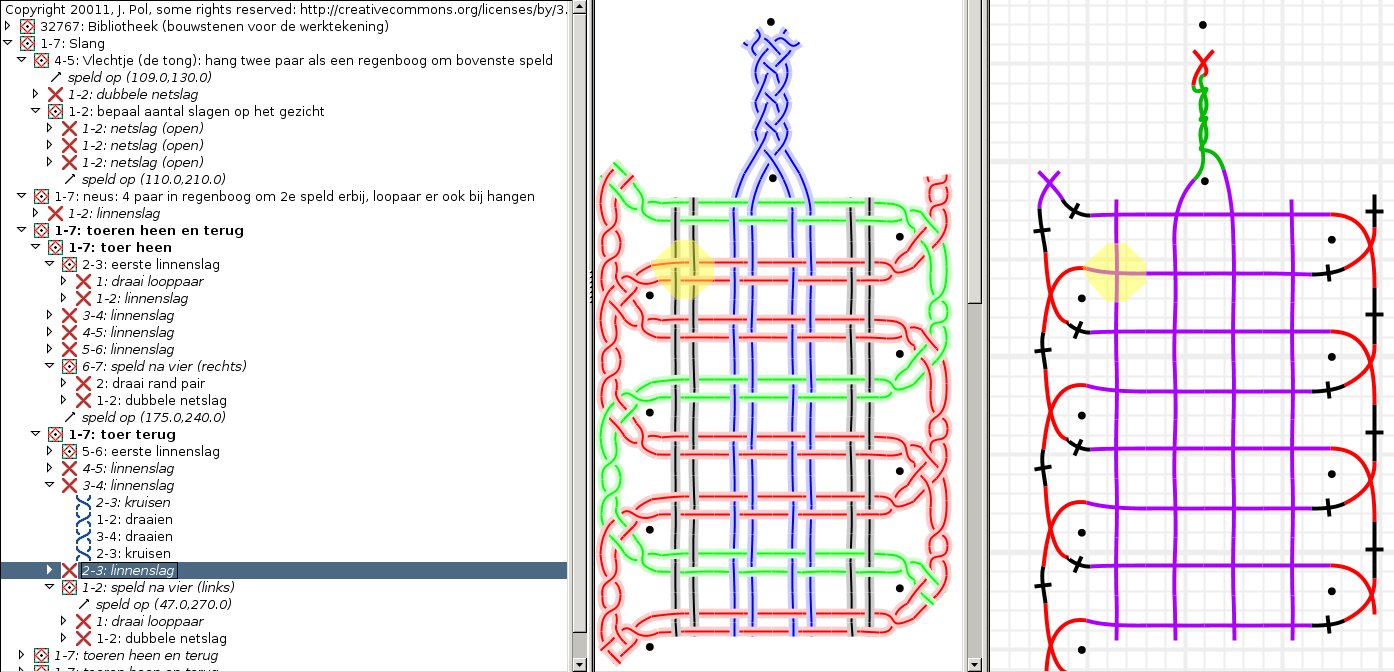 Copyright 20011, J. Pol, some rights reserved: http://creativecommons.org/licenses/by/3.
32767: Bibliotheek (bouwstenen voor de werktekening)
1-7: Slang
4-5: Vlechtje (de tong): hang twee paar als een regenboog om bovenste speld
speld op (109.0,130.0)
1-2: dubbele netslag
1-2: bepaal aantal slagen op het gezicht
1-2: netslag (open)
1-2: netslag (open)
1-2: netslag (open)
speld op (110.0,210.0)
1-7: neus: 4 paar in regenboog om 2e speld erbij, loopaar er ook bij hangen
1-2: linnenslag
1-7: toeren heen en terug
1-7: toer heen
2-3: eerste linnenslag
1: draai looppaar
1-2: linnenslag
3-4: linnenslag
4-5: linnenslag
5-6: linnenslag
6-7: speld na vier (rechts)
2: draai rand pair
1-2: dubbele netslag
speld op (175.0,240.0)
1-7: toer terug
5-6: eerste linnenslag
4-5: linnenslag
3-4: linnenslag
2-3: kruisen
1-2: draaien
3-4: draaien
2-3: kruisen
2-3: linnenslag
1-2: speld na vier (links)
speld op (47.0,270.0)
1: draai looppaar
1-2: dubbele netslag
1-7: toeren heen en terug
1-7: toeren heen en terug